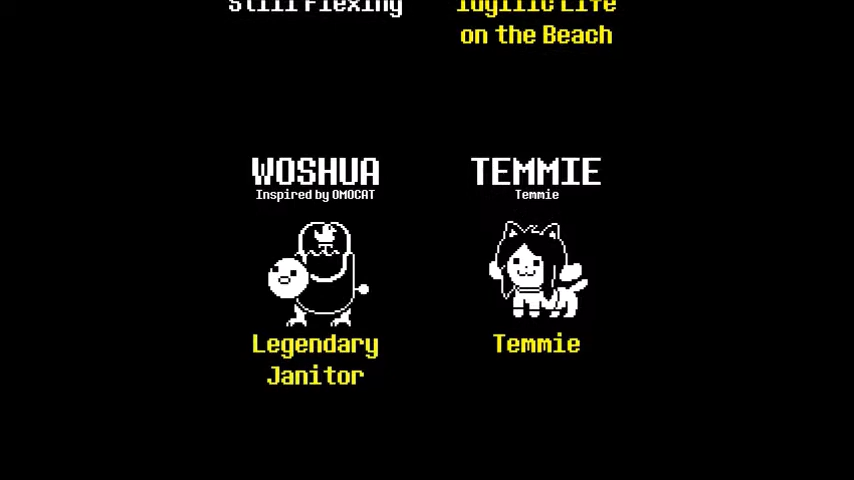 Still Flexing
Idyllic Life
on the Beach
WOSHUA
Inspired by OMOCAT
Legendary
Janitor
TEMMIE
Temmie
Temmie